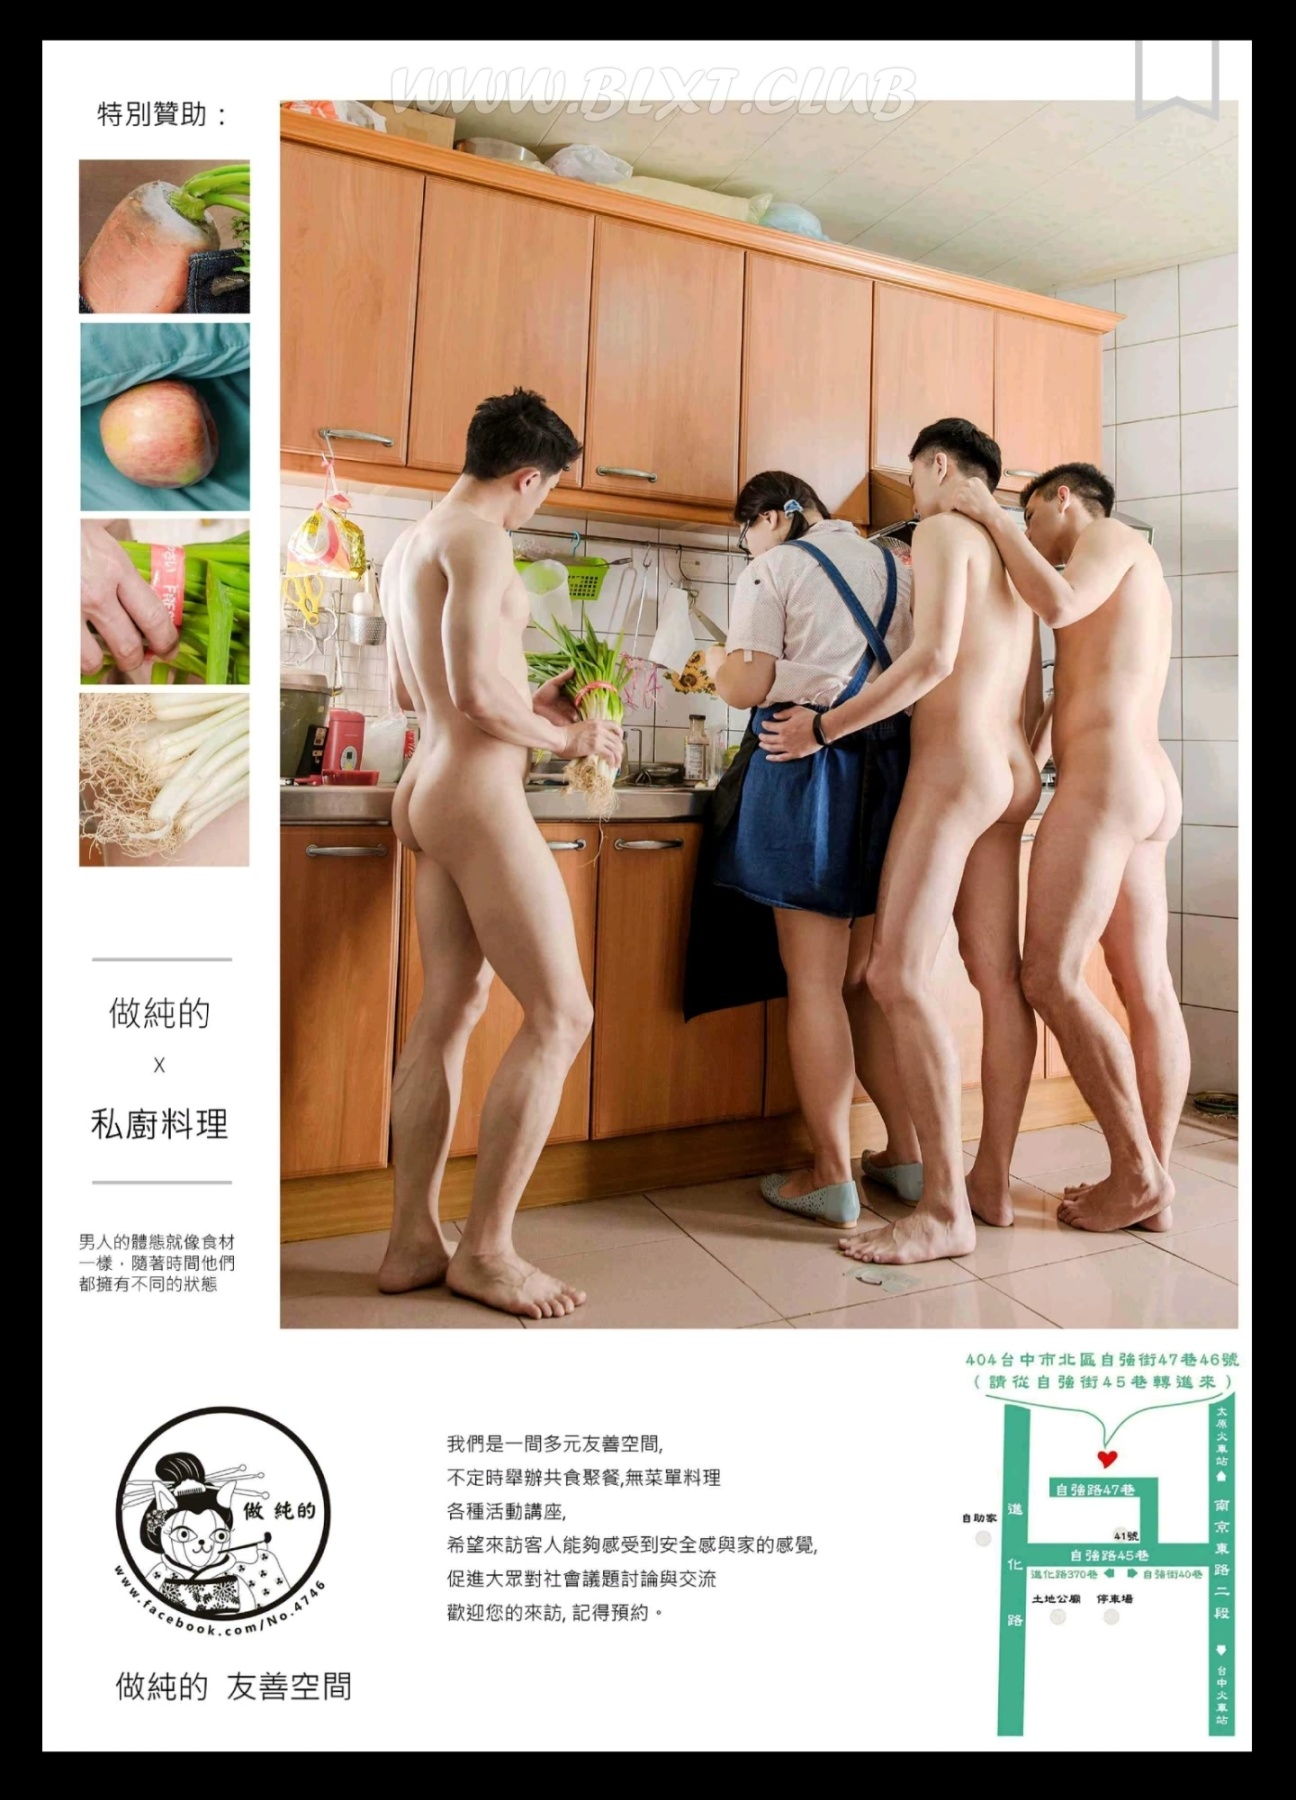 WWW.BLXT.CLUB
特別贊助：
FRES
做純的
x
私廚料理
男人的體態就像食材
一樣，隨著時間他們
都擁有不同的狀態
做 純的
www.facebook.com/No.4746
做純的 友善空間
我們是一間多元友善空間,
不定時舉辦共食聚餐,無菜單料理
各種活動講座,
希望來訪客人能夠感受到安全感與家的感覺,
促進大眾對社會議題討論與交流
歡迎您的來訪, 記得預約。
404台中市北區自強街47巷46號
（請從自強街45巷轉進來）
太原火車站
自強路47巷
進化路
自助家
41號
自強路45巷
進化路370巷
自強街40巷
土地公廟
停車場
南京東路二段
台中火車站